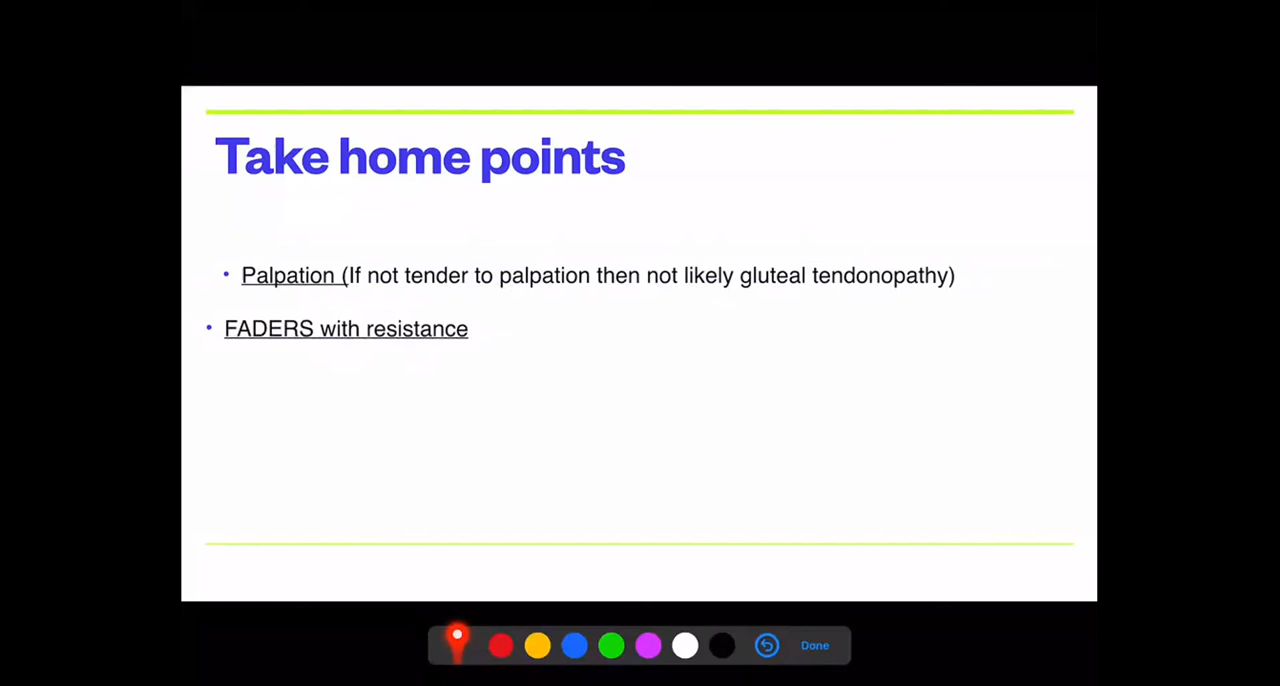 Take home points
• Palpation (If not tender to palpation then not likely gluteal tendonopathy)
• FADERS with resistance
Done